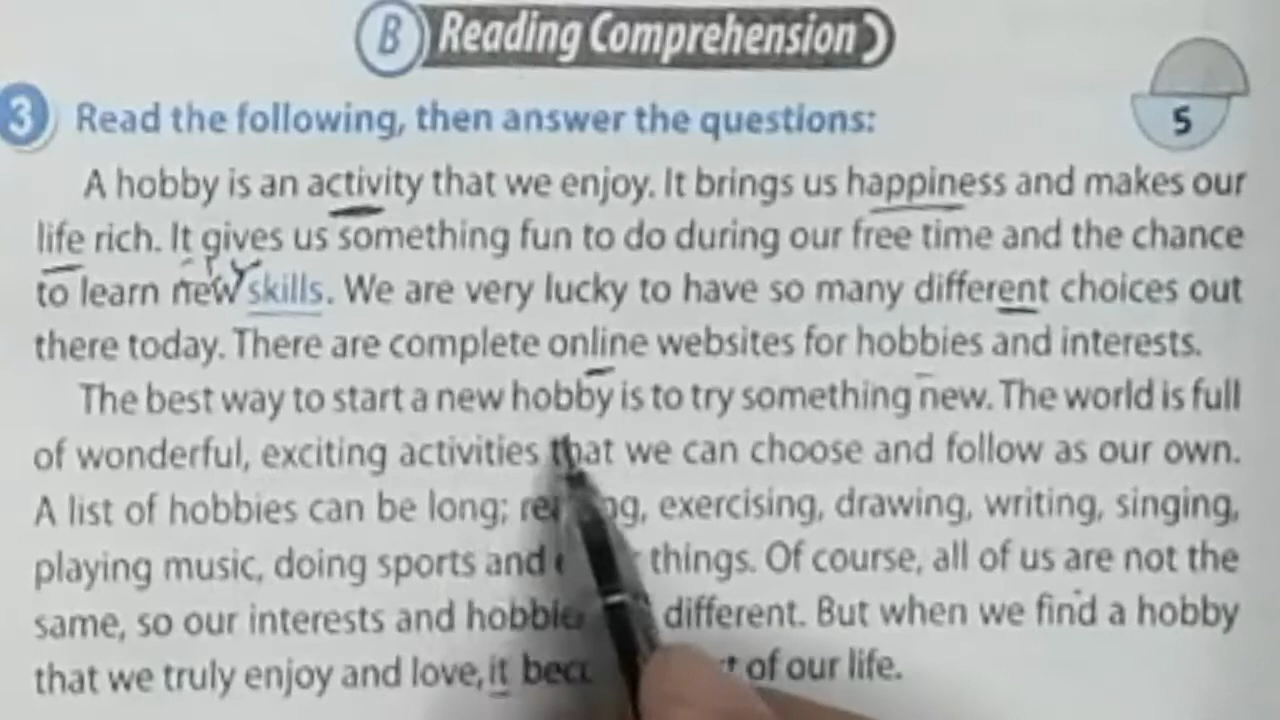 B Reading Comprehension
3 Read the following, then answer the questions:
5
A hobby is an activity that we enjoy. It brings us happiness and makes our
life rich. It gives us something fun to do during our free time and the chance
to learn new skills. We are very lucky to have so many different choices out
there today. There are complete online websites for hobbies and interests.
The best way to start a new hobby is to try something new. The world is full
of wonderful, exciting activities that we can choose and follow as our own.
A list of hobbies can be long; exercising, drawing, writing, singing,
playing music, doing sports and things. Of course, all of us are not the
same, so our interests and different. But when we find a hobby
that we truly enjoy and love, it of our life.